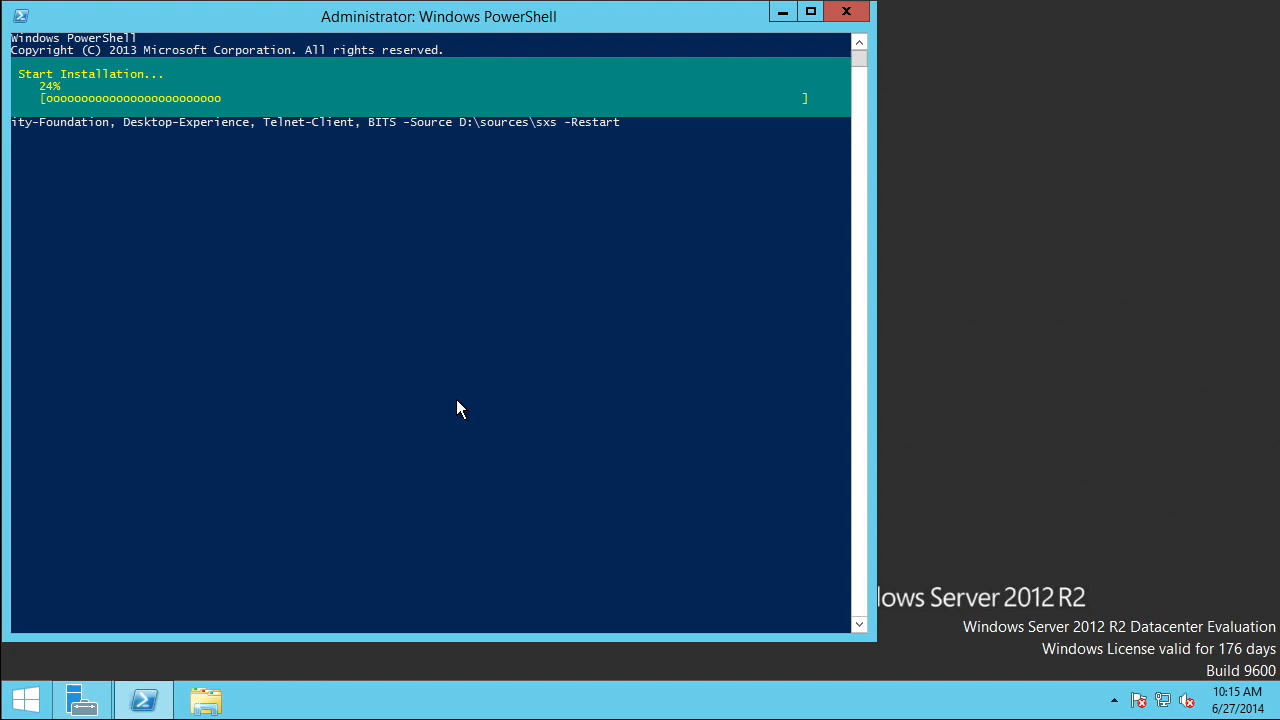 Administrator: Windows PowerShell
Windows PowerShell
Copyright (C) 2013 Microsoft Corporation. All rights reserved.
Start Installation...
24%
[ooooooooooooooooooooooooo ]
ity-Foundation, Desktop-Experience, Telnet-Client, BITS -Source D:\sources\sxs -Restart
lows Server 2012 R2
Windows Server 2012 R2 Datacenter Evaluation
Windows License valid for 176 days
Build 9600
10:15 AM
6/27/2014